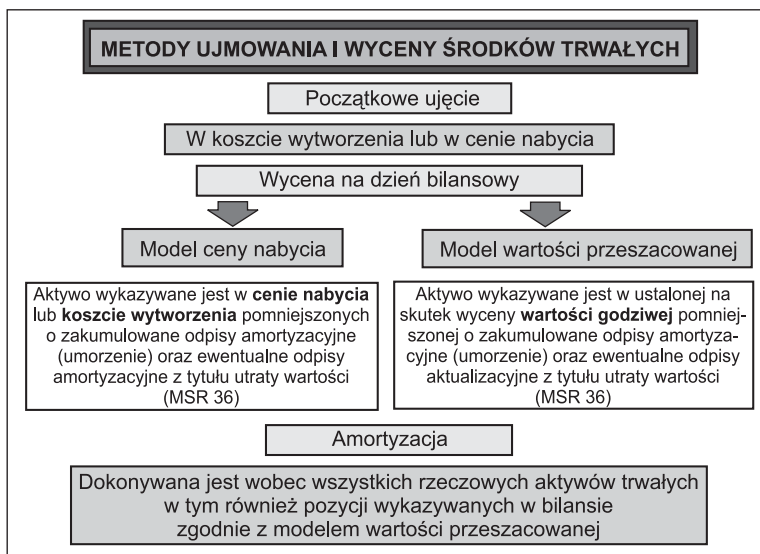 METODY UJMOWANIA I WYCENY ŚRODKÓW TRWAŁYCH
Początkowe ujęcie
W koszcie wytworzenia lub w cenie nabycia
Wycena na dzień bilansowy
Model ceny nabycia
Aktywo wykazywane jest w cenie nabycia
lub koszcie wytworzenia pomniejszonych
o zakumulowane odpisy amortyzacyjne
(umorzenie) oraz ewentualne odpisy
amortyzacyjne z tytułu utraty wartości
(MSR 36)
Model wartości przeszacowanej
Aktywo wykazywane jest w ustalonej na
skutek wyceny wartości godziwej pomniej-
szonej o zakumulowane odpisy amortyza-
cyjne (umorzenie) oraz ewentualne odpisy
aktualizacyjne z tytułu utraty wartości
(MSR 36)
Amortyzacja
Dokonywana jest wobec wszystkich rzeczowych aktywów trwałych
w tym również pozycji wykazywanych w bilansie
zgodnie z modelem wartości przeszacowanej